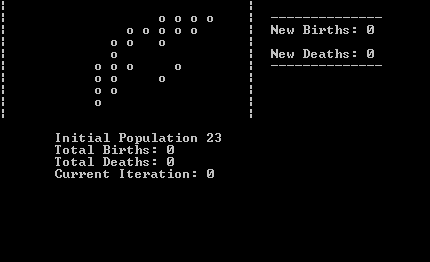 o o o o
o o o o o
o o o
o
o o o o
o o o
o o
o
New Births: 0
New Deaths: 0
Initial Population 23
Total Births: 0
Total Deaths: 0
Current Iteration: 0